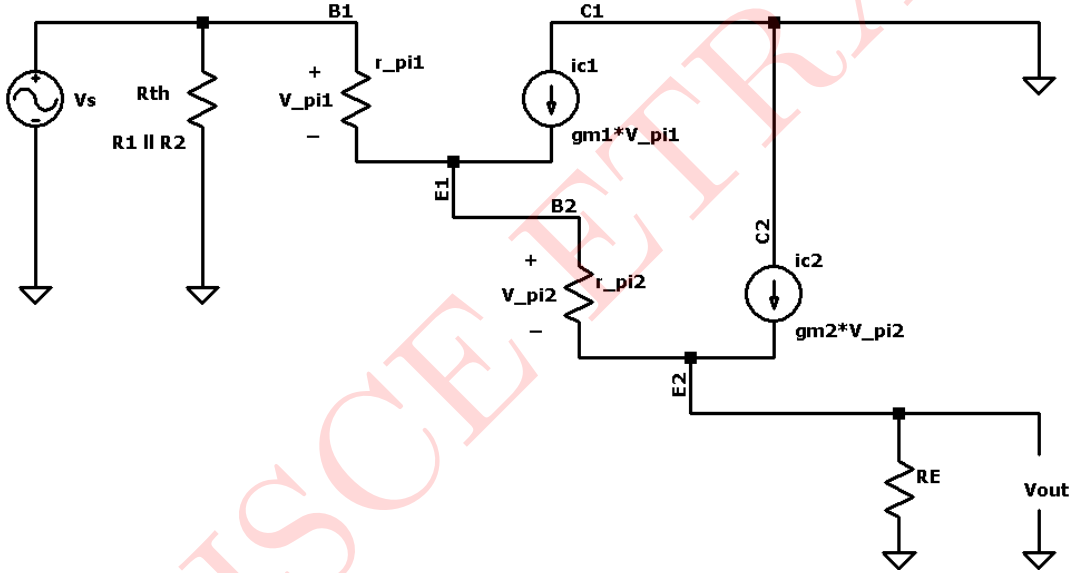 B1
C1
+
r_pi1
ic1
+
Vs
Rth
V_pi1
-
R1 || R2
–
gm1*V_pi1
E1
B2
C2
+
ic2
r_pi2
V_pi2
–
gm2*V_pi2
E2
RE
Vout